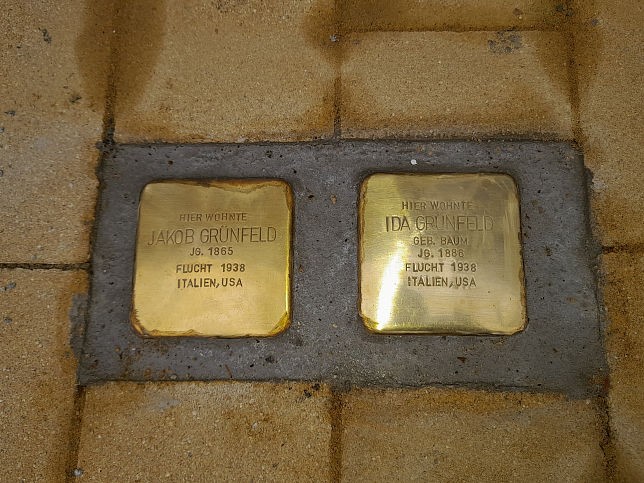 HIER WOHNTE
JAKOB GRÜNFELD
JG. 1865
FLUCHT 1938
ITALIEN, USA
HIER WOHNTE
IDA GRÜNFELD
GEB. BAUM
JG. 1886
FLUCHT 1938
ITALIEN, USA